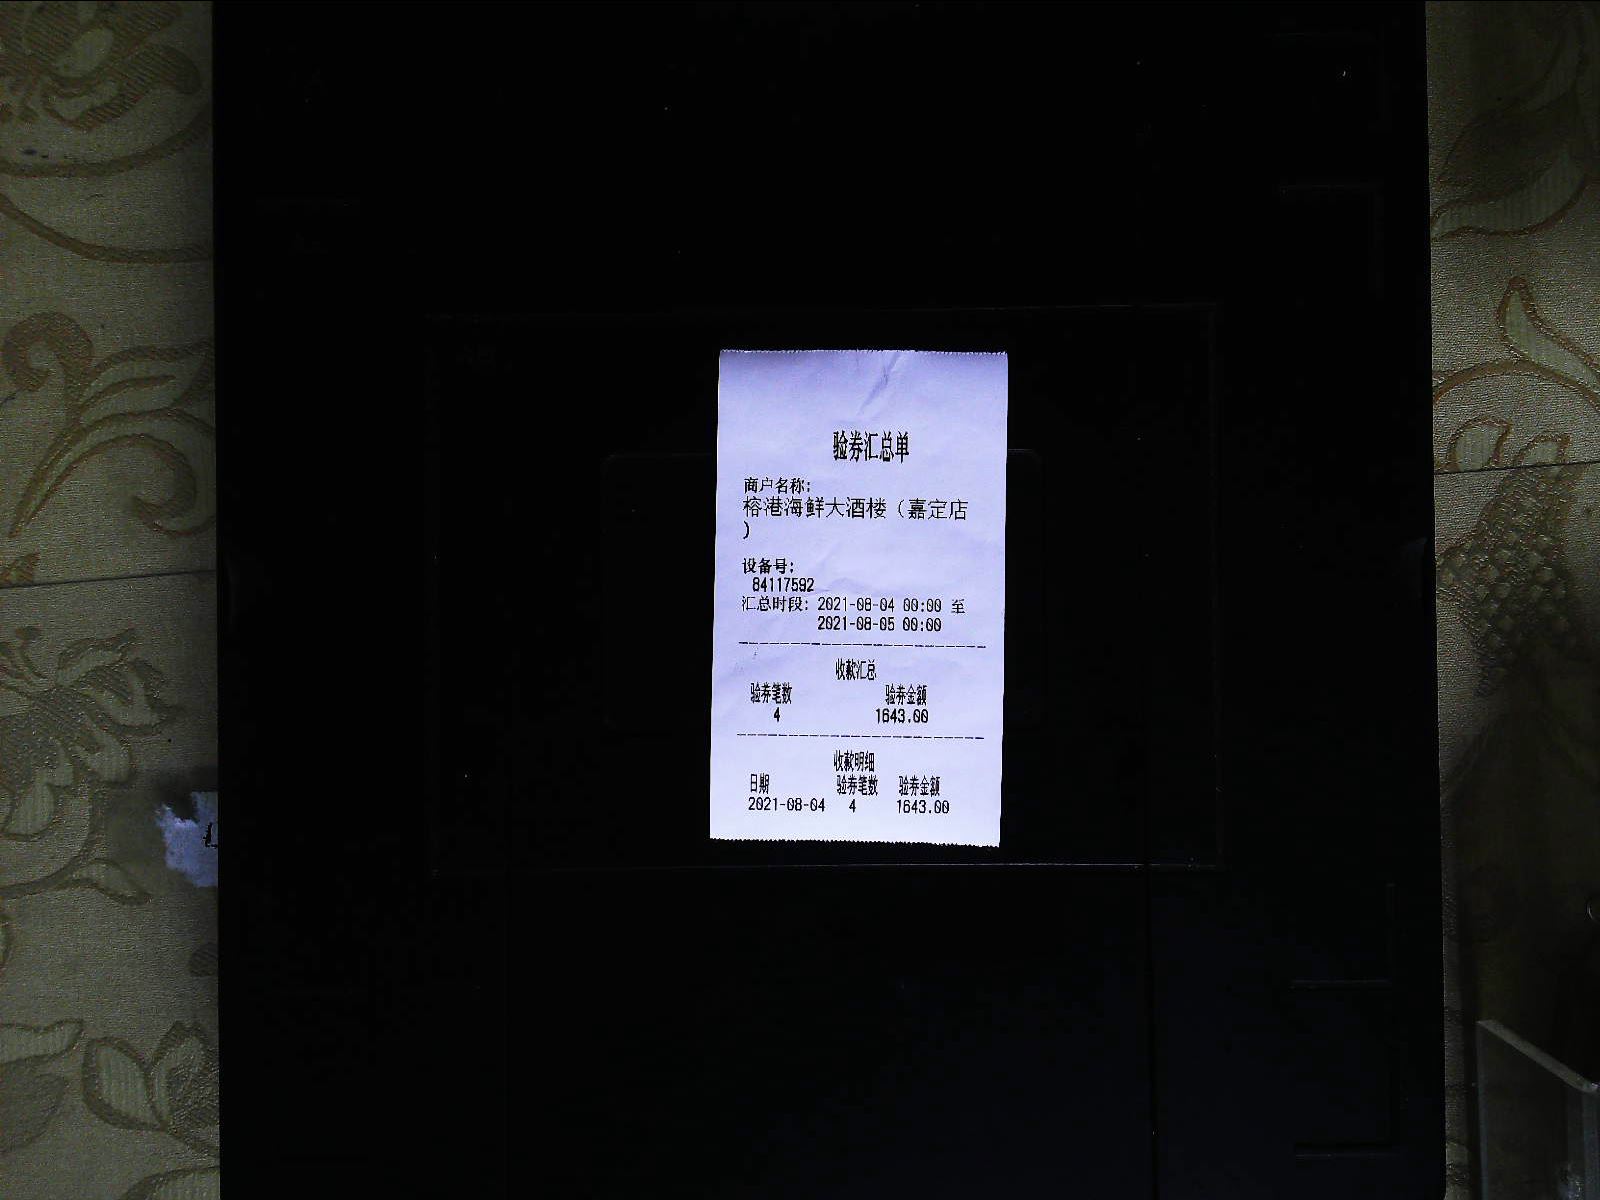 验券汇总单
商户名称:
榕港海鲜大酒楼（嘉定店
）
设备号:
84117592
汇总时段: 2021-08-04 00:00 至
2021-08-05 00:00
收款汇总
验券笔数 验券金额
4 1643.00
收款明细
日期 验券笔数 验券金额
2021-08-04 4 1643.00